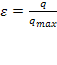 ε = q / q_max